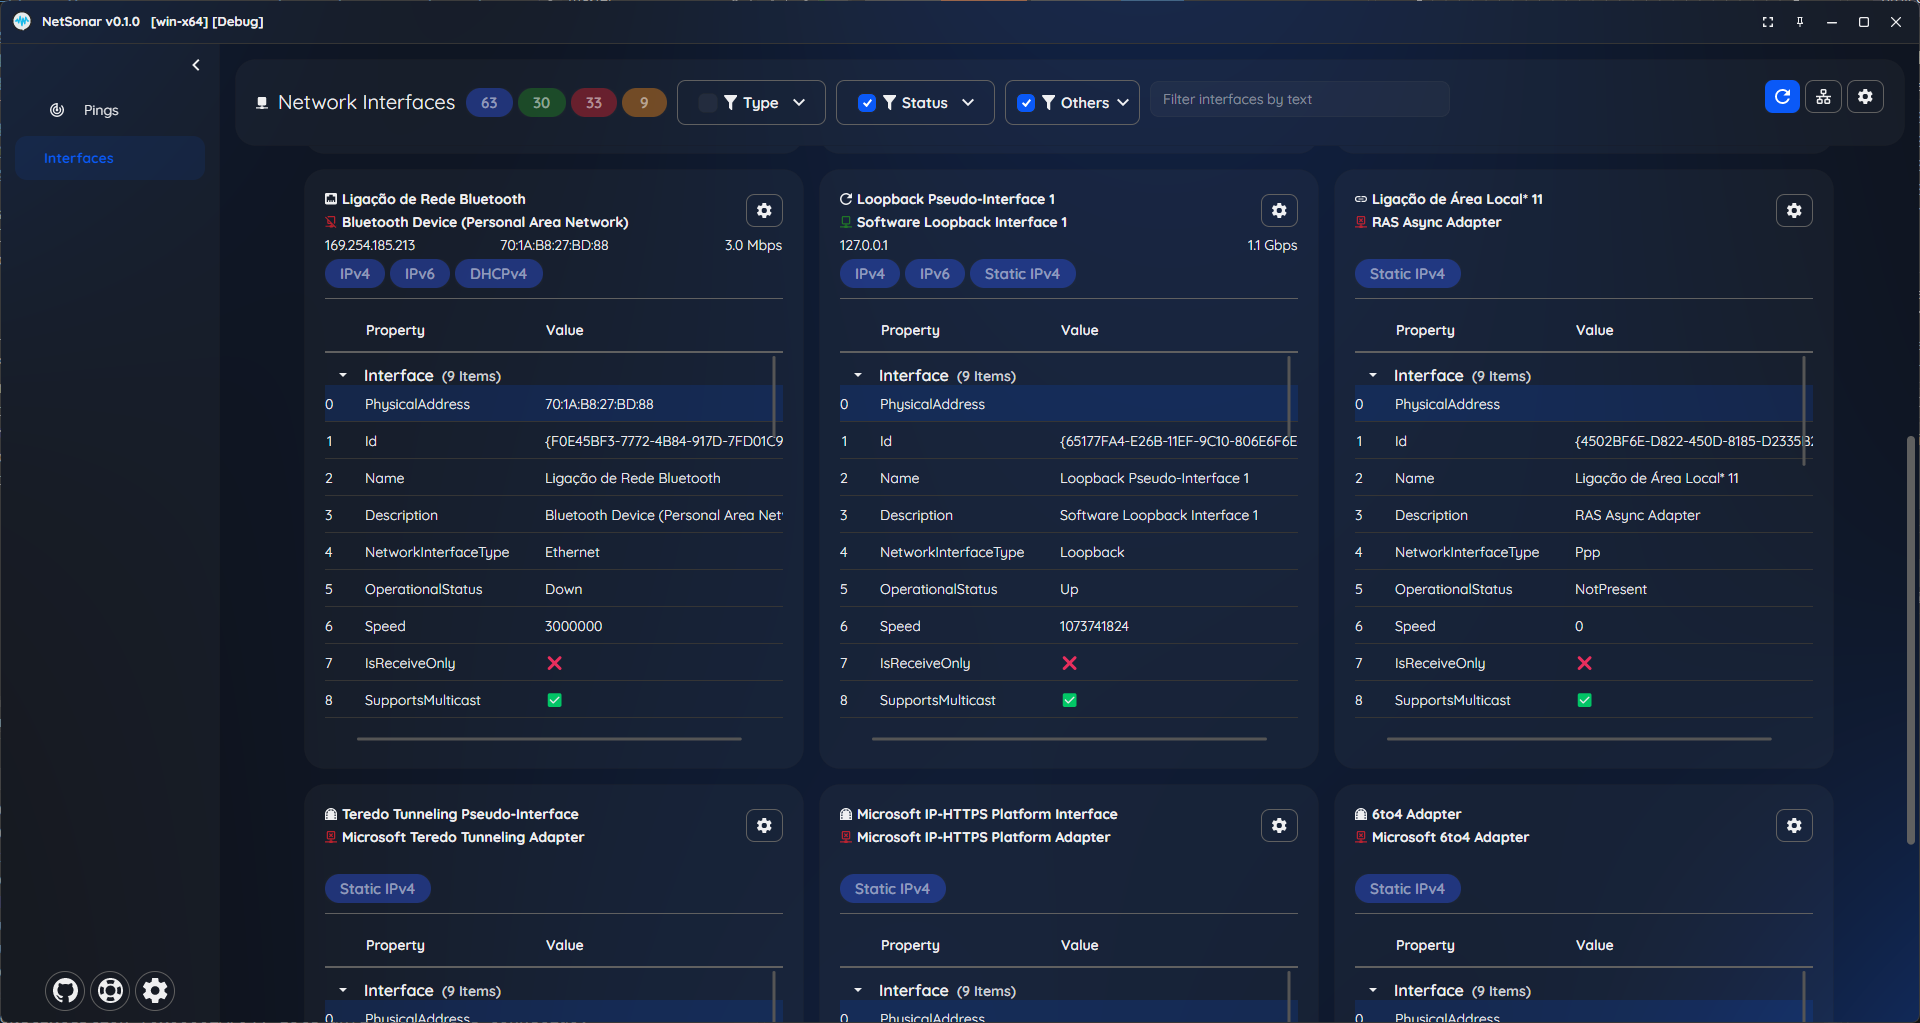 NetSonar v0.1.0 [win-x64] [Debug]
Pings
Interfaces
Network Interfaces 63 30 33 9 Type Status Others Filter interfaces by text
Ligação de Rede Bluetooth
Bluetooth Device (Personal Area Network)
169.254.185.213 70:1A:B8:27:BD:88 3.0 Mbps
IPv4 IPv6 DHCPv4
Property Value
Interface (9 Items)
0 PhysicalAddress 70:1A:B8:27:BD:88
1 Id {F0E45BF3-7772-4B84-917D-7FD01C9
2 Name Ligação de Rede Bluetooth
3 Description Bluetooth Device (Personal Area Net
4 NetworkInterfaceType Ethernet
5 OperationalStatus Down
6 Speed 3000000
7 IsReceiveOnly
8 SupportsMulticast
Loopback Pseudo-Interface 1
Software Loopback Interface 1
127.0.0.1 1.1 Gbps
IPv4 IPv6 Static IPv4
Property Value
Interface (9 Items)
0 PhysicalAddress
1 Id {65177FA4-E26B-11EF-9C10-806E6F6E
2 Name Loopback Pseudo-Interface 1
3 Description Software Loopback Interface 1
4 NetworkInterfaceType Loopback
5 OperationalStatus Up
6 Speed 1073741824
7 IsReceiveOnly
8 SupportsMulticast
Ligação de Área Local* 11
RAS Async Adapter
Static IPv4
Property Value
Interface (9 Items)
0 PhysicalAddress
1 Id {4502BF6E-D822-450D-8185-D2335B2
2 Name Ligação de Área Local* 11
3 Description RAS Async Adapter
4 NetworkInterfaceType Ppp
5 OperationalStatus NotPresent
6 Speed 0
7 IsReceiveOnly
8 SupportsMulticast
Teredo Tunneling Pseudo-Interface
Microsoft Teredo Tunneling Adapter
Static IPv4
Property Value
Interface (9 Items)
0 PhysicalAddress
Microsoft IP-HTTPS Platform Interface
Microsoft IP-HTTPS Platform Adapter
Static IPv4
Property Value
Interface (9 Items)
0 PhysicalAddress
6to4 Adapter
Microsoft 6to4 Adapter
Static IPv4
Property Value
Interface (9 Items)
0 PhysicalAddress